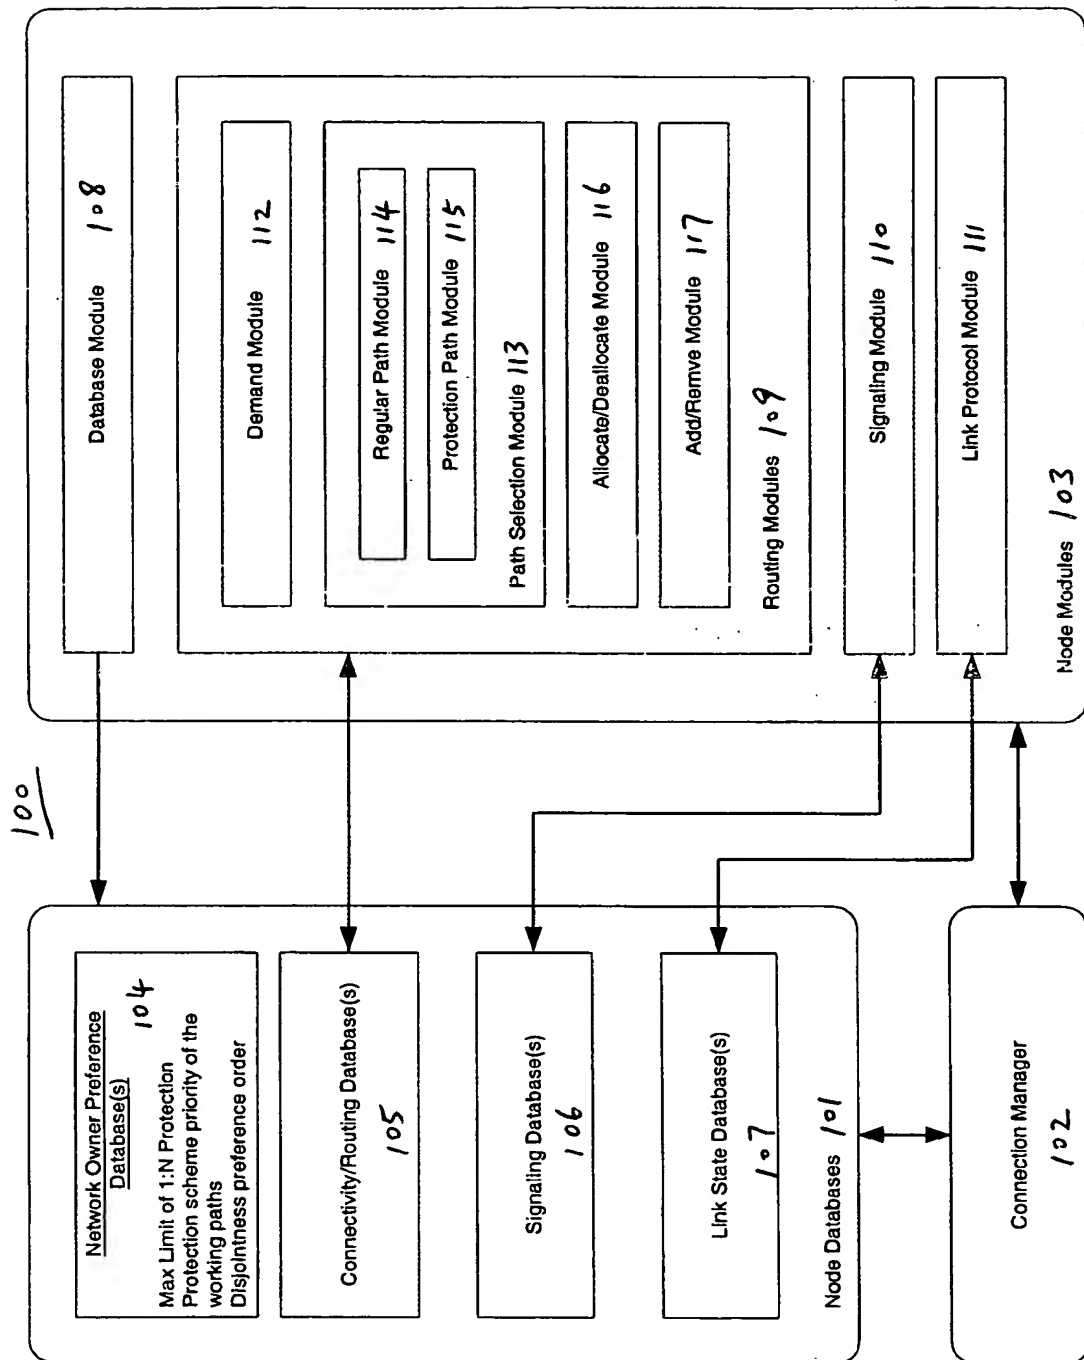 100
Network Owner Preference
Database(s)
104
Max Limit of 1:N Protection
Protection scheme priority of the
working paths
Disjointness preference order
Connectivity/Routing Database(s)
105
Signaling Database(s)
106
Link State Database(s)
107
Node Databases 101
Connection Manager
102
Database Module 108
Demand Module 112
Regular Path Module 114
Protection Path Module 115
Path Selection Module 113
Allocate/Deallocate Module 116
Add/Remve Module 117
Routing Modules 109
Signaling Module 110
Link Protocol Module 111
Node Modules 103